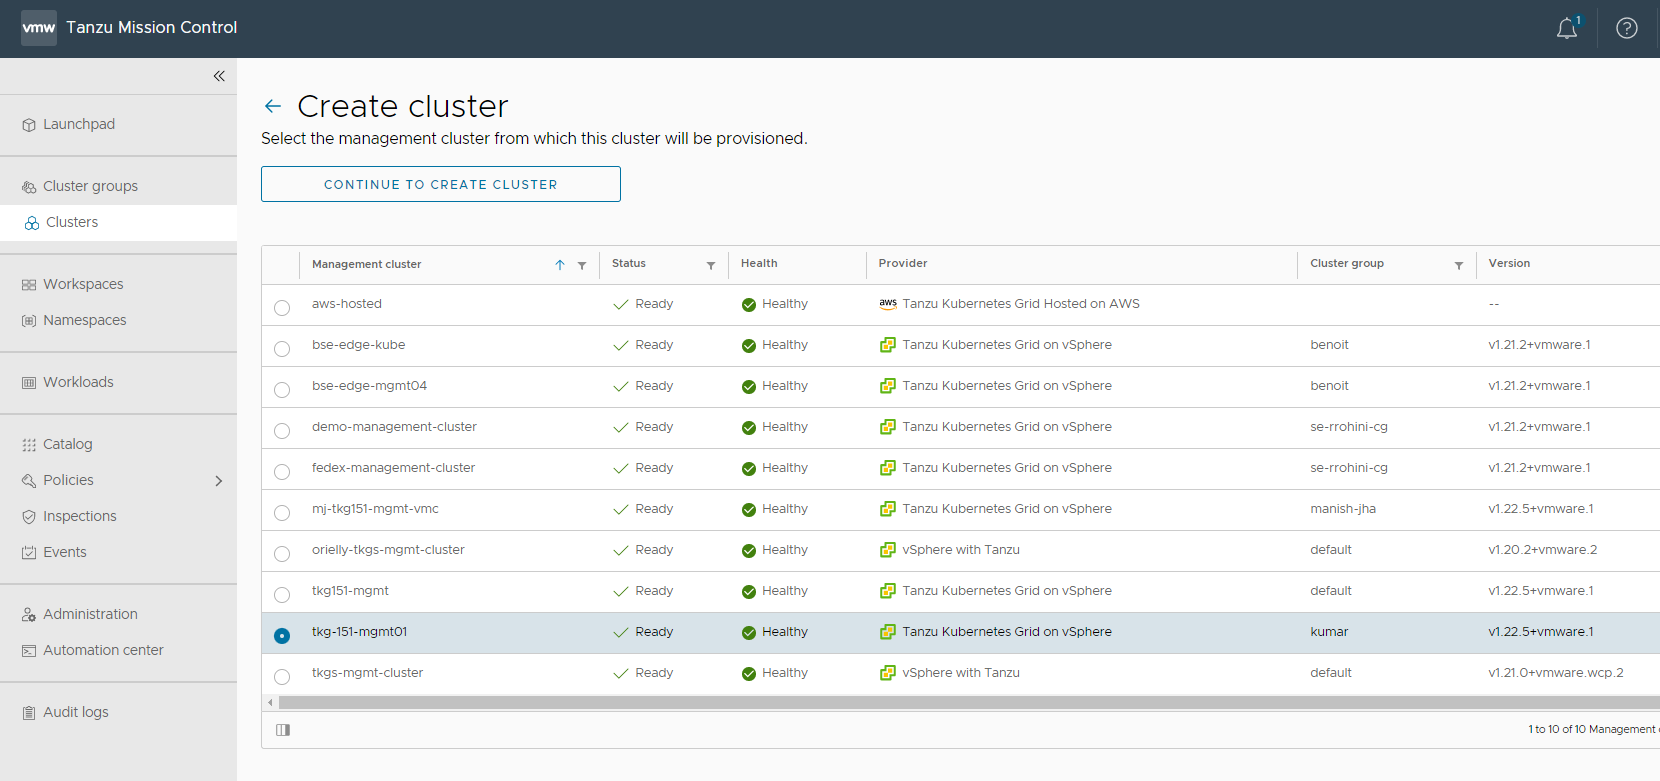 vmw Tanzu Mission Control 1
Launchpad
Cluster groups
Clusters
Workspaces
Namespaces
Workloads
Catalog
Policies
Inspections
Events
Administration
Automation center
Audit logs
Create cluster
Select the management cluster from which this cluster will be provisioned.
CONTINUE TO CREATE CLUSTER
Management cluster Status Health Provider Cluster group Version
aws-hosted Ready Healthy aws Tanzu Kubernetes Grid Hosted on AWS --
bse-edge-kube Ready Healthy Tanzu Kubernetes Grid on vSphere benoit v1.21.2+vmware.1
bse-edge-mgmt04 Ready Healthy Tanzu Kubernetes Grid on vSphere benoit v1.21.2+vmware.1
demo-management-cluster Ready Healthy Tanzu Kubernetes Grid on vSphere se-rrohini-cg v1.21.2+vmware.1
fedex-management-cluster Ready Healthy Tanzu Kubernetes Grid on vSphere se-rrohini-cg v1.21.2+vmware.1
mj-tkg151-mgmt-vmc Ready Healthy Tanzu Kubernetes Grid on vSphere manish-jha v1.22.5+vmware.1
orielly-tkgs-mgmt-cluster Ready Healthy vSphere with Tanzu default v1.20.2+vmware.2
tkg151-mgmt Ready Healthy Tanzu Kubernetes Grid on vSphere default v1.22.5+vmware.1
tkg-151-mgmt01 Ready Healthy Tanzu Kubernetes Grid on vSphere kumar v1.22.5+vmware.1
tkgs-mgmt-cluster Ready Healthy vSphere with Tanzu default v1.21.0+vmware.wcp.2
1 to 10 of 10 Management